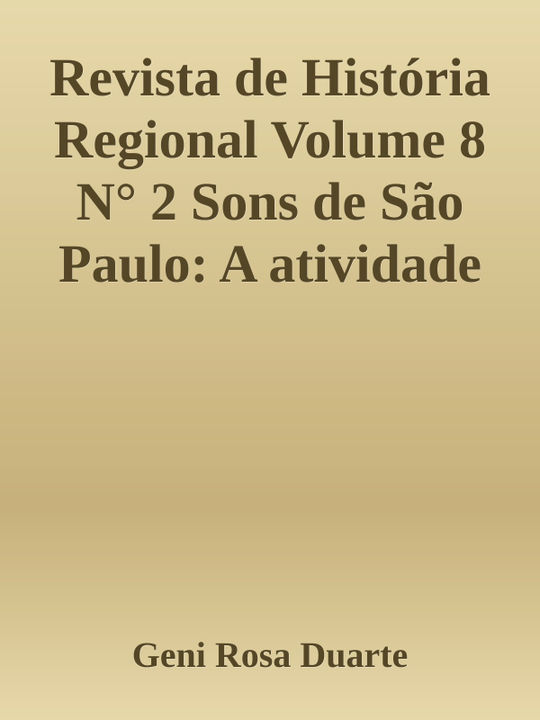 Revista de História
Regional Volume 8
N° 2 Sons de São
Paulo: A atividade
Geni Rosa Duarte